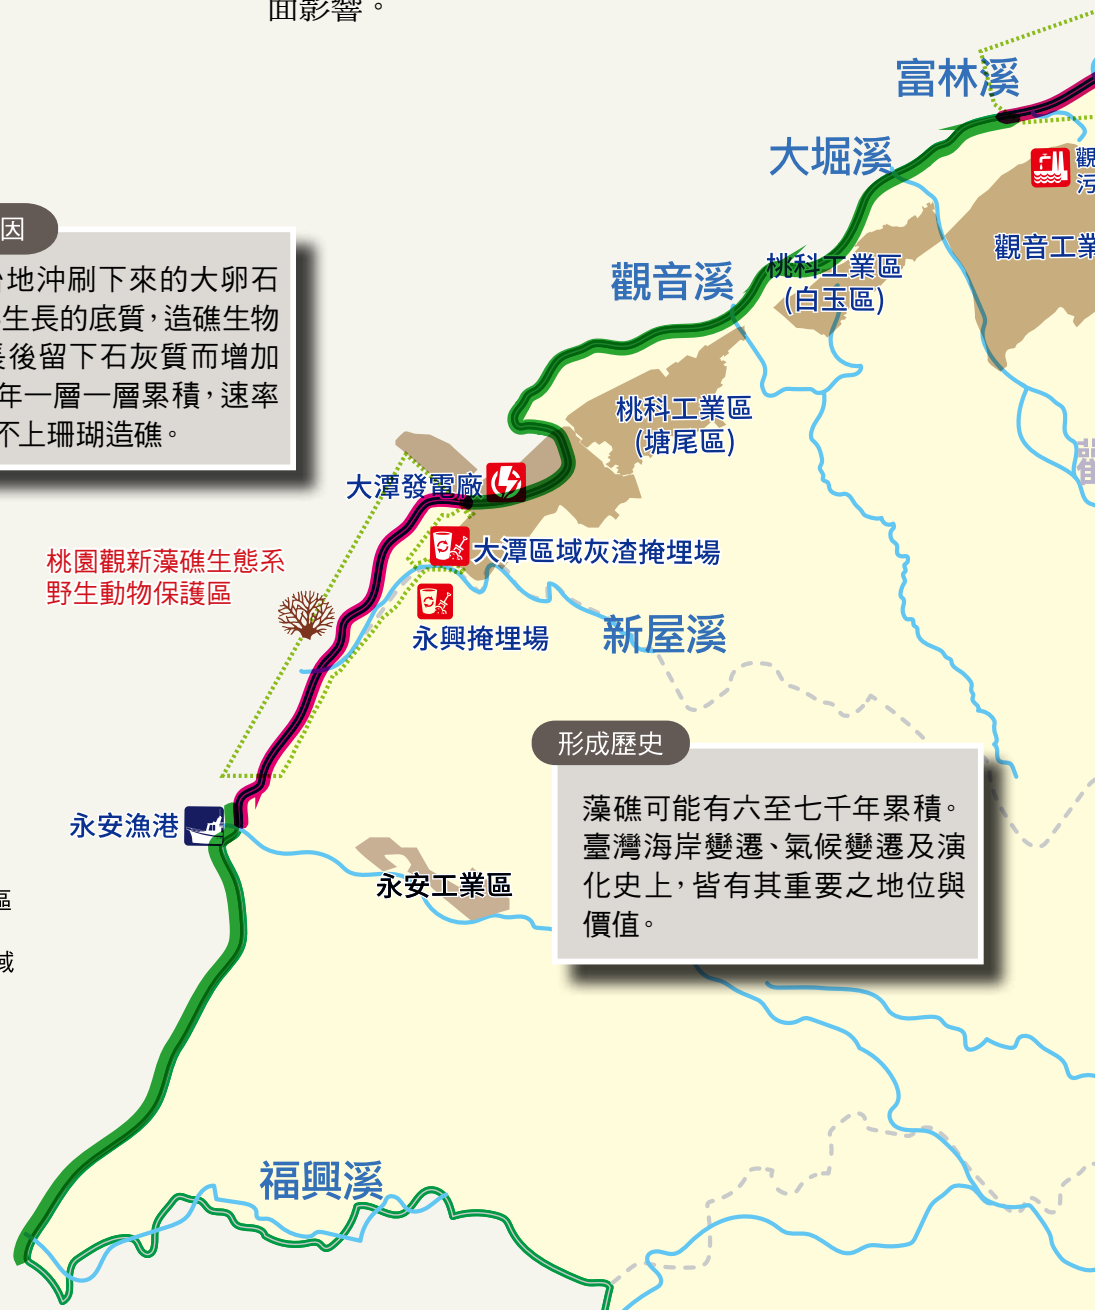 面影響。
富林溪
大堀溪
觀
污
觀音工業
桃科工業區
(白玉區)
觀音溪
因
地沖刷下來的大卵石
生長的底質，造礁生物
後留下石灰質而增加
年一層一層累積，速率
不上珊瑚造礁。
桃科工業區
(塘尾區)
大潭發電廠
大潭區域灰渣掩埋場
桃園觀新藻礁生態系
野生動物保護區
永興掩埋場
新屋溪
形成歷史
藻礁可能有六至七千年累積。
臺灣海岸變遷、氣候變遷及演
化史上，皆有其重要之地位與
價值。
永安漁港
永安工業區
區
域
福興溪